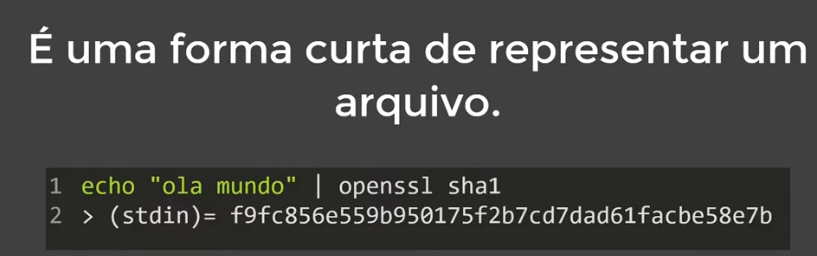 É uma forma curta de representar um
arquivo.
1 echo "ola mundo" | openssl sha1
2 > (stdin)= f9fc856e559b950175f2b7cd7dad61facbe58e7b